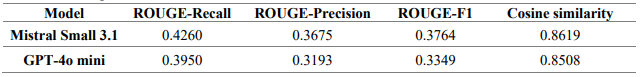 Model ROUGE-Recall ROUGE-Precision ROUGE-F1 Cosine similarity
Mistral Small 3.1 0.4260 0.3675 0.3764 0.8619
GPT-4o mini 0.3950 0.3193 0.3349 0.8508